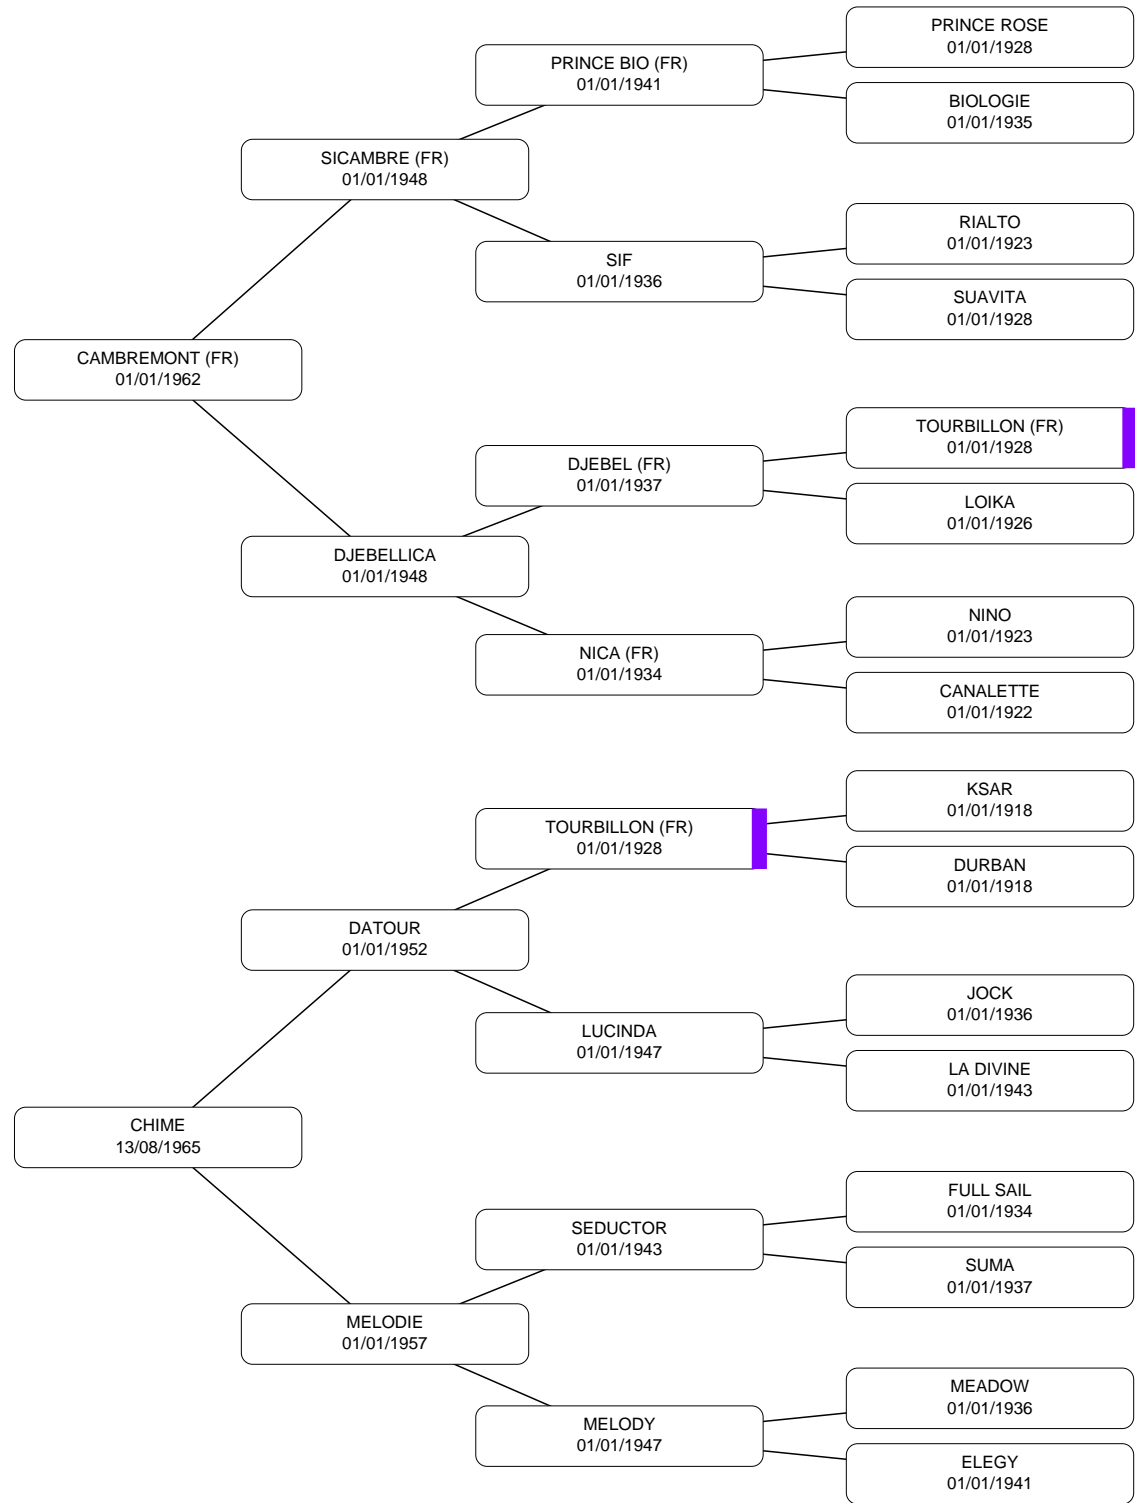 PRINCE ROSE
01/01/1928
PRINCE BIO (FR)
01/01/1941
BIOLOGIE
01/01/1935
SICAMBRE (FR)
01/01/1948
RIALTO
01/01/1923
SIF
01/01/1936
SUAVITA
01/01/1928
CAMBREMONT (FR)
01/01/1962
TOURBILLON (FR)
01/01/1928
DJEBEL (FR)
01/01/1937
LOIKA
01/01/1926
DJEBELLICA
01/01/1948
NINO
01/01/1923
NICA (FR)
01/01/1934
CANALETTE
01/01/1922
KSAR
01/01/1918
TOURBILLON (FR)
01/01/1928
DURBAN
01/01/1918
DATOUR
01/01/1952
JOCK
01/01/1936
LUCINDA
01/01/1947
LA DIVINE
01/01/1943
CHIME
13/08/1965
FULL SAIL
01/01/1934
SEDUCTOR
01/01/1943
SUMA
01/01/1937
MELODIE
01/01/1957
MEADOW
01/01/1936
MELODY
01/01/1947
ELEGY
01/01/1941